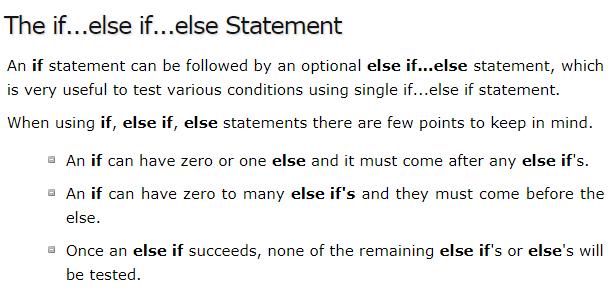 The if...else if...else Statement
An if statement can be followed by an optional else if...else statement, which
is very useful to test various conditions using single if...else if statement.
When using if, else if, else statements there are few points to keep in mind.
An if can have zero or one else and it must come after any else if's.
An if can have zero to many else if's and they must come before the
else.
Once an else if succeeds, none of the remaining else if's or else's will
be tested.